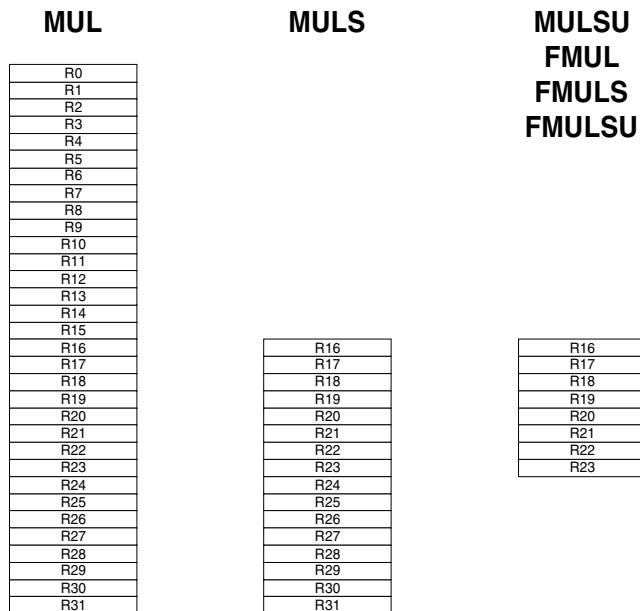 MUL
R0
R1
R2
R3
R4
R5
R6
R7
R8
R9
R10
R11
R12
R13
R14
R15
R16
R17
R18
R19
R20
R21
R22
R23
R24
R25
R26
R27
R28
R29
R30
R31
MULS
R16
R17
R18
R19
R20
R21
R22
R23
R24
R25
R26
R27
R28
R29
R30
R31
MULSU
FMUL
FMULS
FMULSU
R16
R17
R18
R19
R20
R21
R22
R23